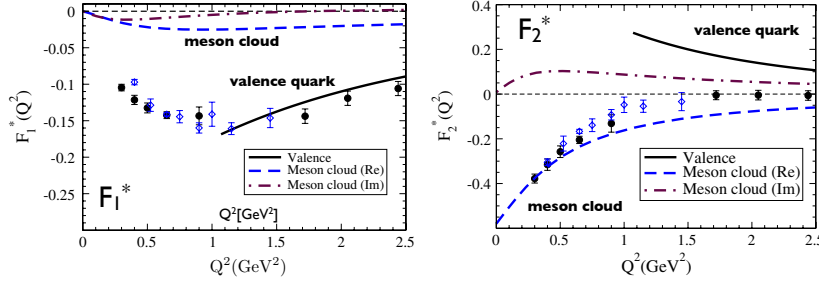 0
-0.05
-0.1
-0.15
-0.2
-0.25
F₁* (Q²)
meson cloud
valence quark
Valence
Meson cloud (Re)
Meson cloud (Im)
F₁*
Q²[GeV²]
0 0.5 1 1.5 2 2.5
Q²(GeV²)
F₂*
0.4
0.2
0
-0.2
-0.4
-0.6
F₂* (Q²)
valence quark
Valence
Meson cloud (Re)
Meson cloud (Im)
meson cloud
0 0.5 1 1.5 2 2.5
Q²(GeV²)